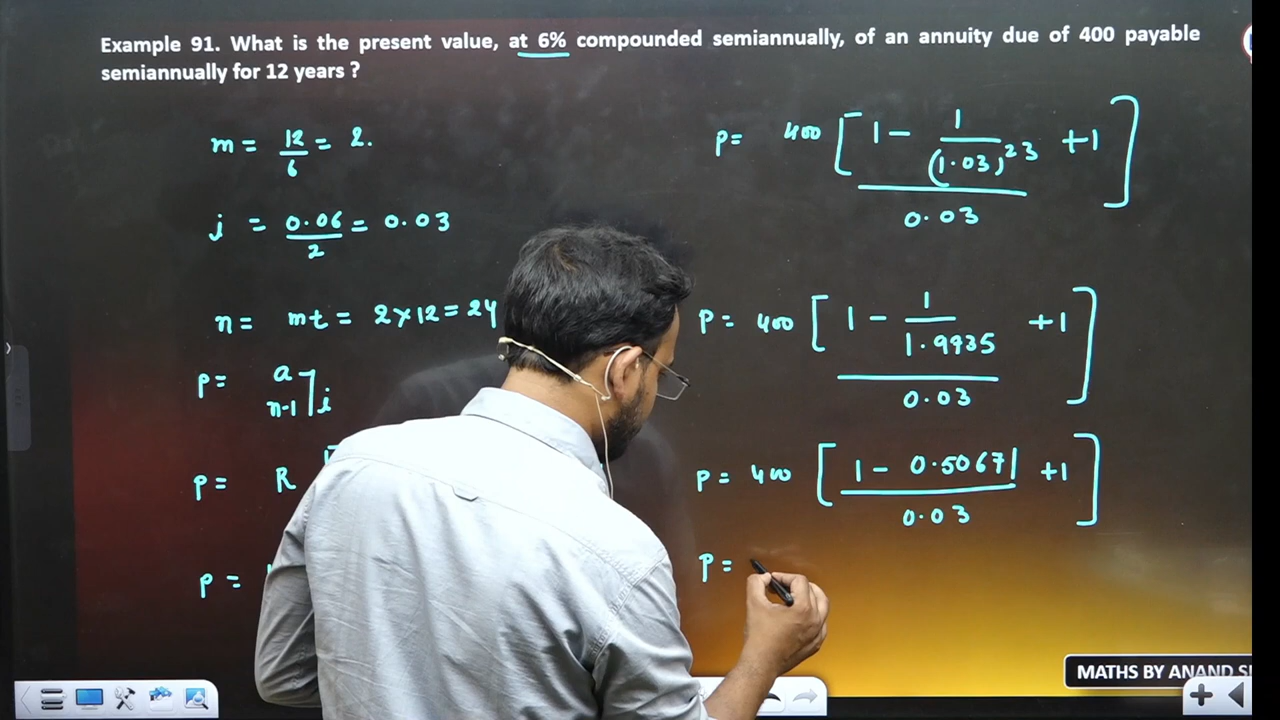 Example 91. What is the present value, at 6% compounded semiannually, of an annuity due of 400 payable
semiannually for 12 years ?
m = 12/6 = 2.
j = 0.06/2 = 0.03
n = mt = 2×12 = 24
P = a n-1⌉i
P = R
P =
P = 400 [ (1 - 1/(1.03)^23)/0.03 +1 ]
P = 400 [ (1 - 1/1.9935)/0.03 +1 ]
P = 400 [ (1 - 0.50671)/0.03 +1 ]
P =
MATHS BY ANAND